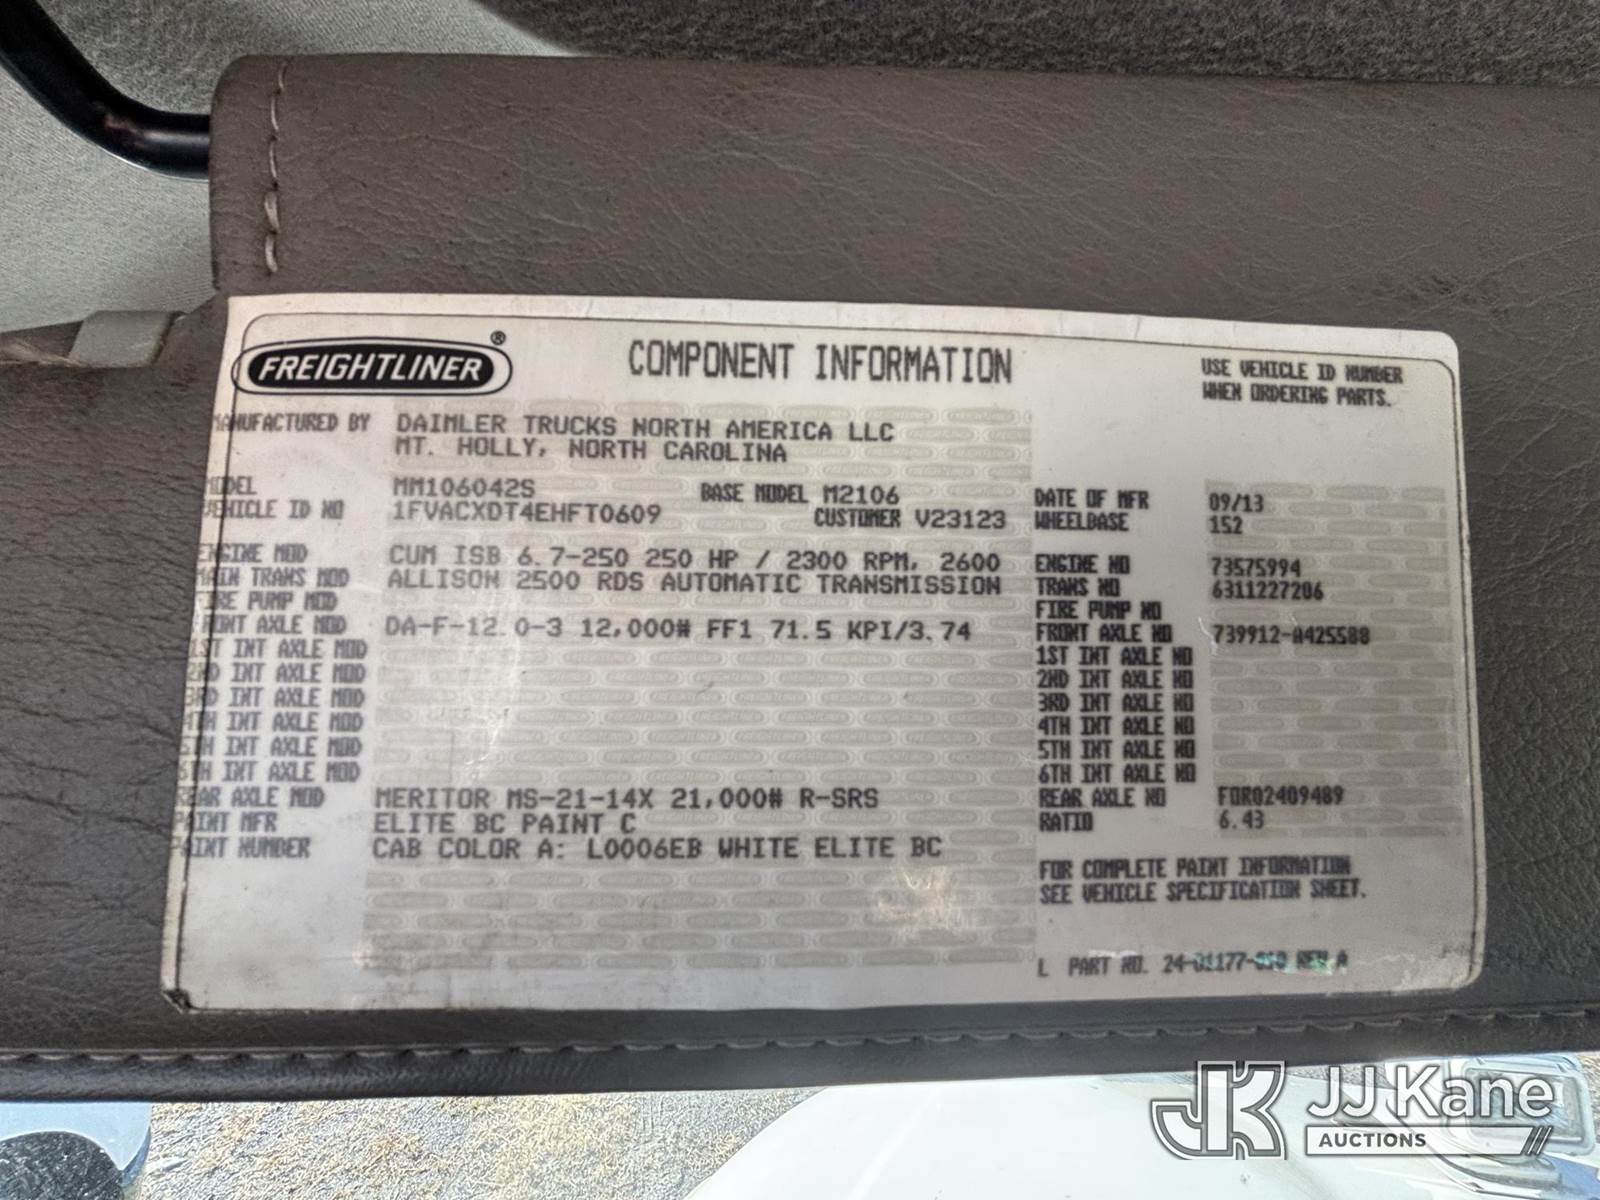 FREIGHTLINER®
COMPONENT INFORMATION
USE VEHICLE ID NUMBER
WHEN ORDERING PARTS.
MANUFACTURED BY DAIMLER TRUCKS NORTH AMERICA LLC
MT. HOLLY, NORTH CAROLINA
MODEL MM106042S BASE MODEL M2106 DATE OF MFR 09/13
VEHICLE ID NO 1FVACXDT4EHFT0609 CUSTOMER V23123 WHEELBASE 152
ENGINE MOD CUM ISB 6.7-250 250 HP / 2300 RPM, 2600 ENGINE NO 73575994
MAIN TRANS MOD ALLISON 2500 RDS AUTOMATIC TRANSMISSION TRANS NO 6311227206
FIRE PUMP MOD FIRE PUMP NO
FRONT AXLE MOD DA-F-12.0-3 12,000# FF1 71.5 KPI/3.74 FRONT AXLE NO 739912-A425588
1ST INT AXLE MOD 1ST INT AXLE NO
2ND INT AXLE MOD 2ND INT AXLE NO
3RD INT AXLE MOD 3RD INT AXLE NO
4TH INT AXLE MOD 4TH INT AXLE NO
5TH INT AXLE MOD 5TH INT AXLE NO
6TH INT AXLE MOD 6TH INT AXLE NO
REAR AXLE MOD MERITOR MS-21-14X 21,000# R-SRS REAR AXLE NO FOR02409489
PAINT MFR ELITE BC PAINT C RATIO 6.43
PAINT NUMBER CAB COLOR A: L0006EB WHITE ELITE BC
FOR COMPLETE PAINT INFORMATION
SEE VEHICLE SPECIFICATION SHEET.
L PART NO. REV A
JK JJ Kane
AUCTIONS